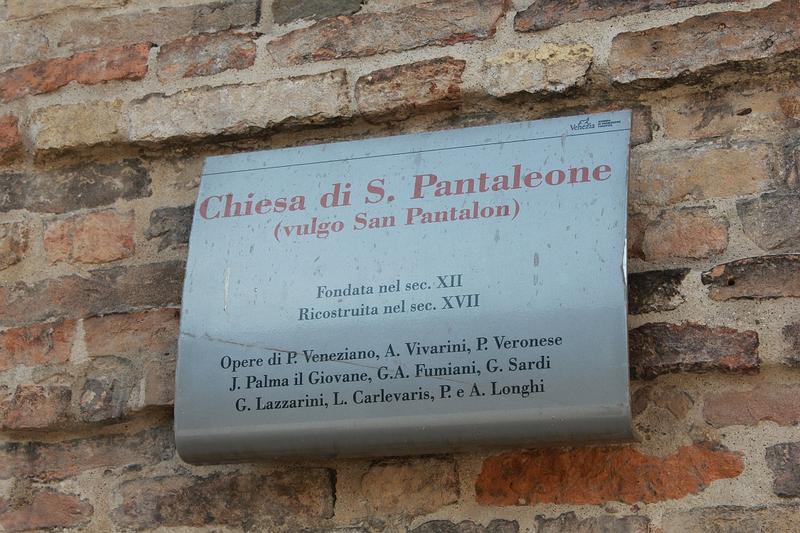 Venezia
Chiesa di S. Pantaleone
(vulgo San Pantalon)
Fondata nel sec. XII
Ricostruita nel sec. XVII
Opere di P. Veneziano, A. Vivarini, P. Veronese
J. Palma il Giovane, G.A. Fumiani, G. Sardi
G. Lazzarini, L. Carlevaris, P. e A. Longhi